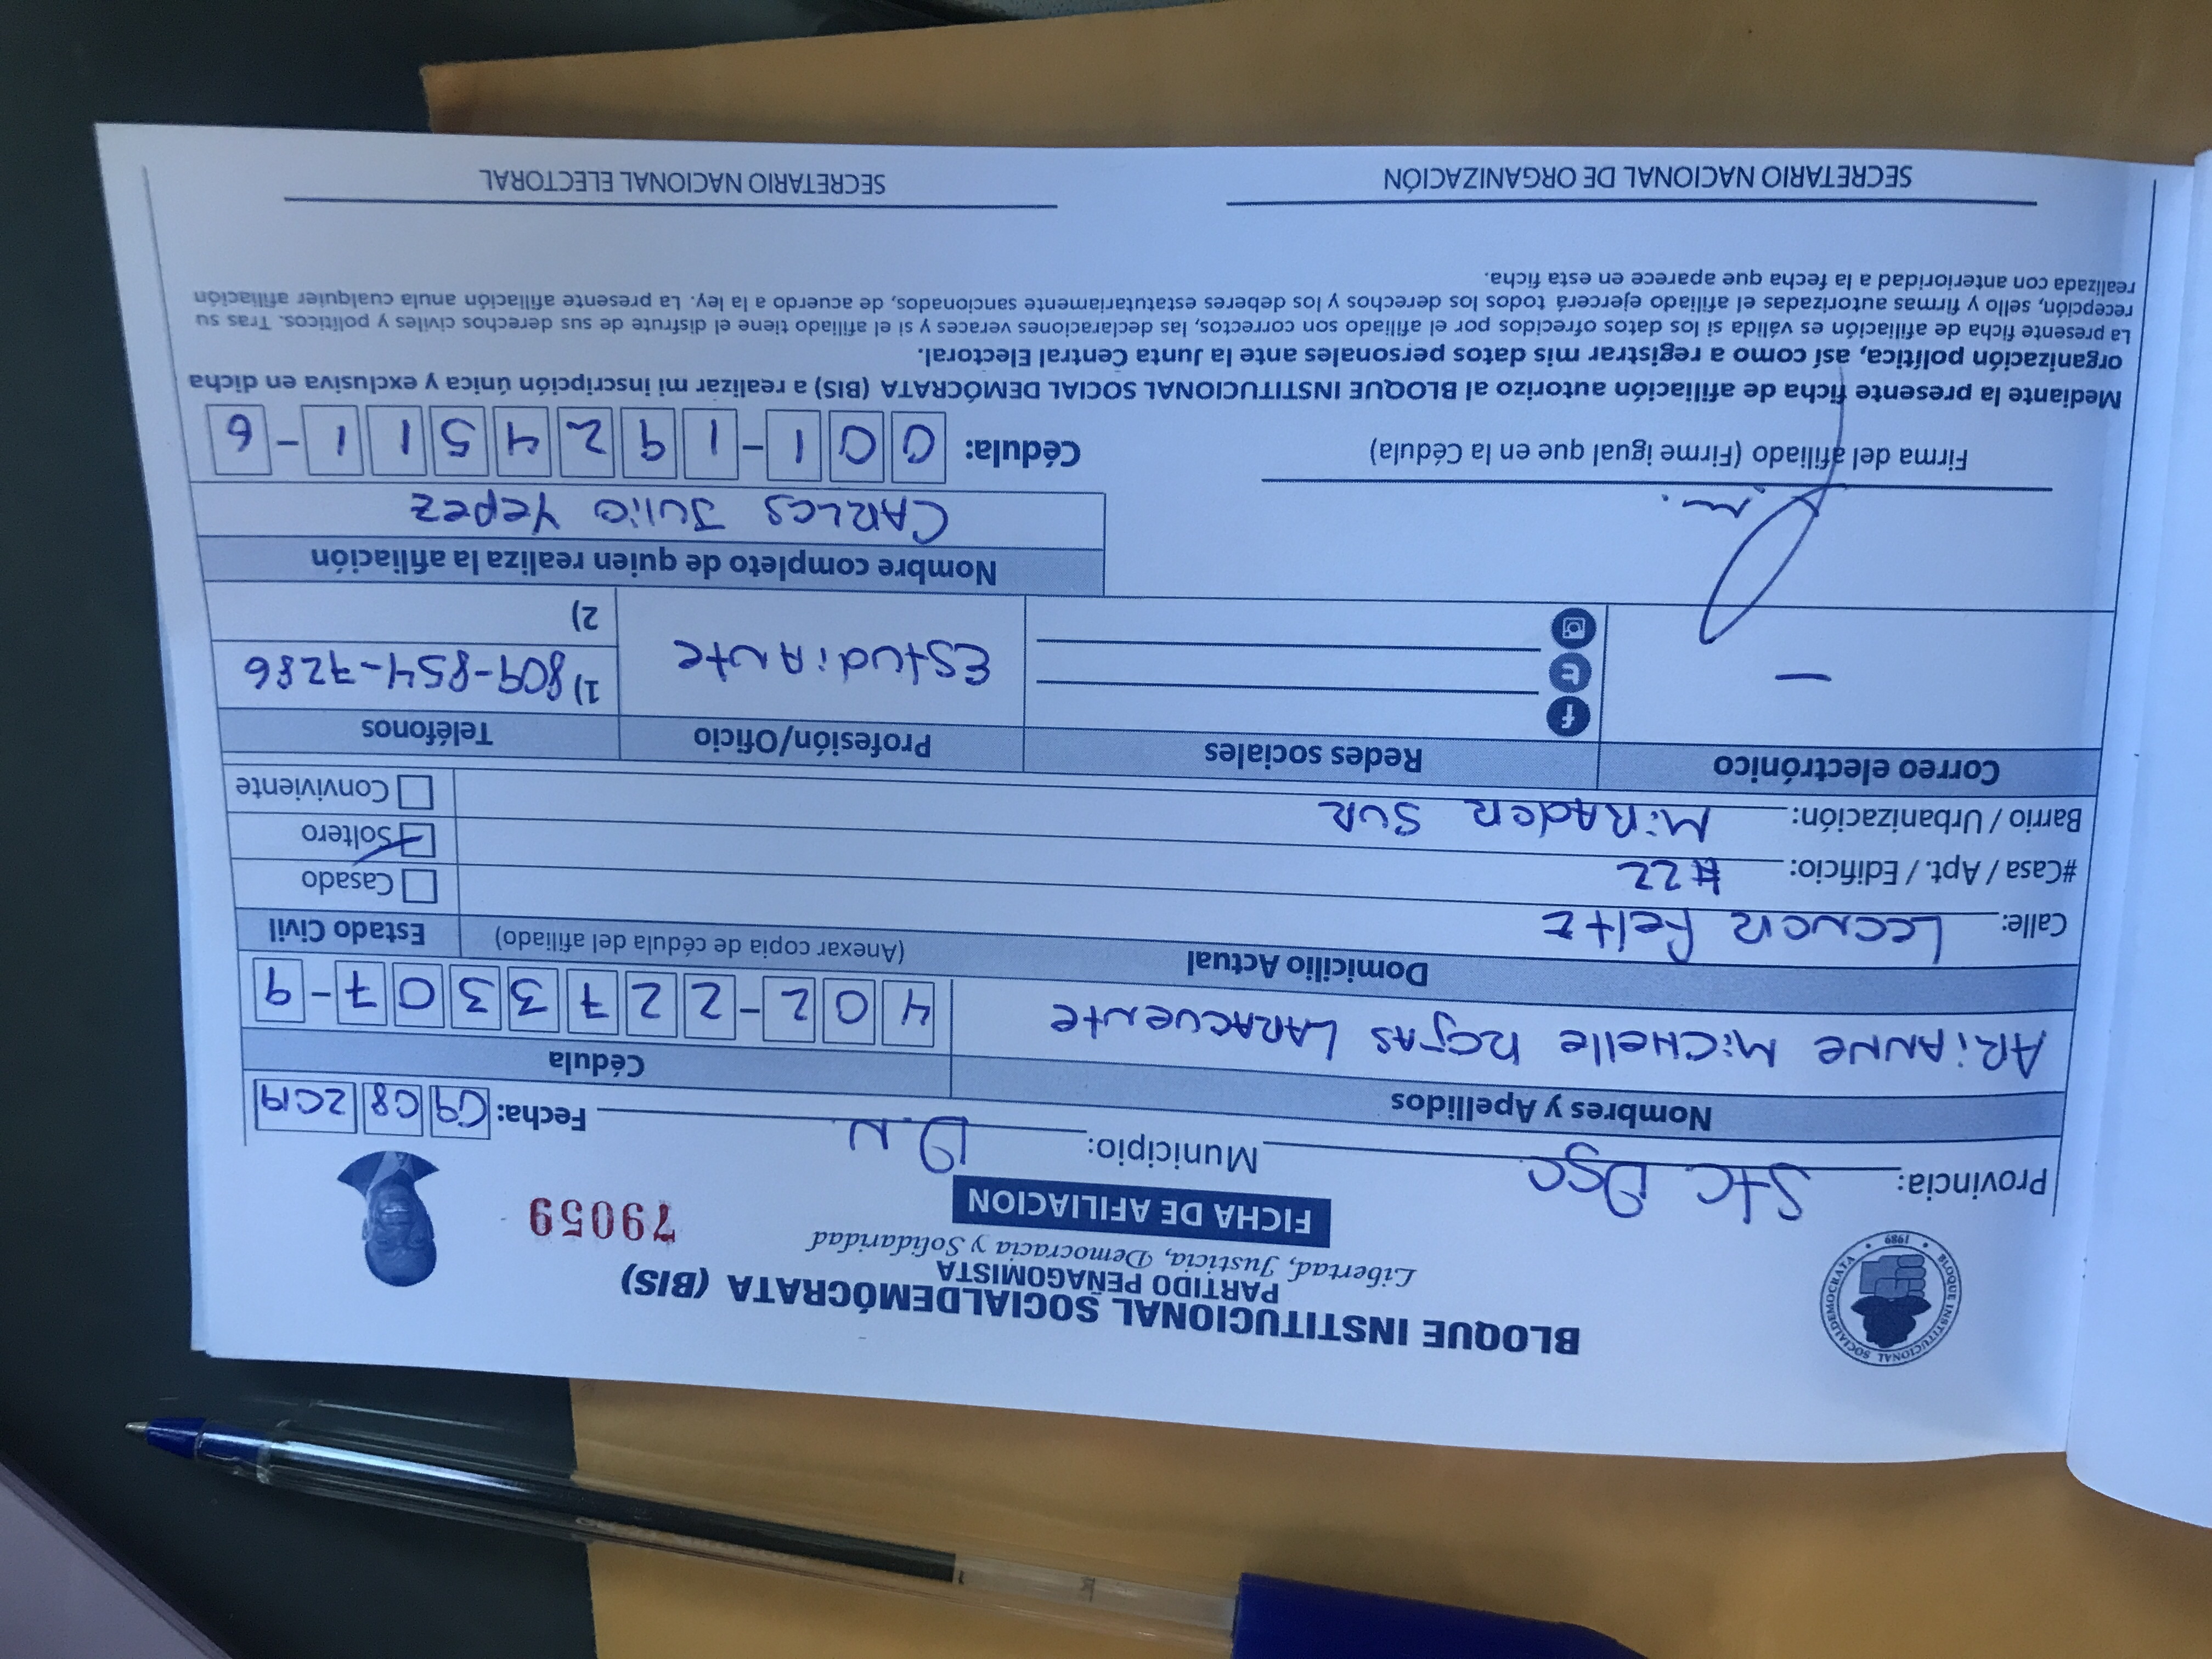 BLOQUE INSTITUCIONAL SOCIALDEMÓCRATA (BIS)
PARTIDO PEÑAGOMISTA
Libertad, Justicia, Democracia y Solidaridad
FICHA DE AFILIACION
79059
BLOQUE INSTITUCIONAL SOCIALDEMOCRATA • 1989 •
Provincia: Sto Dgo Municipio: D.N Fecha: 09 08 2019
Nombres y Apellidos Cédula
ARiANNe MicHelle Rojas LARACUeNte 402-2273307-9
Domicilio Actual (Anexar copia de cédula del afiliado) Estado Civil
Calle: LeoNoR Feltz
Casado
#Casa / Apt. / Edificio: #22
Soltero
Barrio / Urbanización: MiRadoR SuR
Conviviente
Correo electrónico Redes sociales Profesión/Oficio Teléfonos
— EStudiANte 1) 809-854-7286
2)
Nombre completo de quien realiza la afiliación
CARLOS Julio Yepez
Firma del afiliado (Firme igual que en la Cédula) Cédula: 001-1924511-6
Mediante la presente ficha de afiliación autorizo al BLOQUE INSTITUCIONAL SOCIAL DEMÓCRATA (BIS) a realizar mi inscripción única y exclusiva en dicha
organización política, así como a registrar mis datos personales ante la Junta Central Electoral.
La presente ficha de afiliación es válida si los datos ofrecidos por el afiliado son correctos, las declaraciones veraces y si el afiliado tiene el disfrute de sus derechos civiles y políticos. Tras su
recepción, sello y firmas autorizadas el afiliado ejercerá todos los derechos y los deberes estatutariamente sancionados, de acuerdo a la ley. La presente afiliación anula cualquier afiliación
realizada con anterioridad a la fecha que aparece en esta ficha.
SECRETARIO NACIONAL DE ORGANIZACIÓN SECRETARIO NACIONAL ELECTORAL